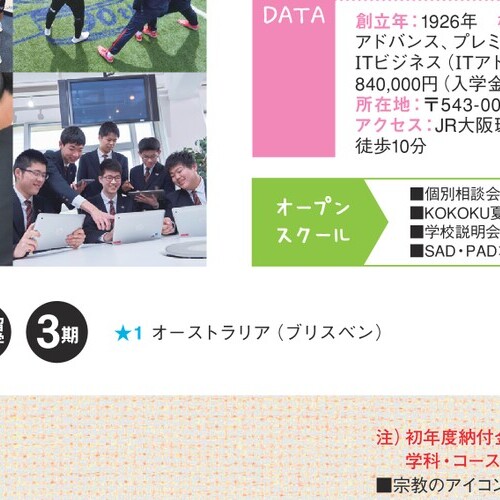 DATA
創立年：1926年
アドバンス、プレミ
ITビジネス（ITアド
840,000円（入学金
所在地：〒543-00
アクセス：JR大阪環
徒歩10分
オープン
スクール
■個別相談会
■KOKOKU夏
■学校説明会
■SAD・PAD
留学
3期
★1 オーストラリア（ブリスベン）
注）初年度納付金
学科・コース
■宗教のアイコン